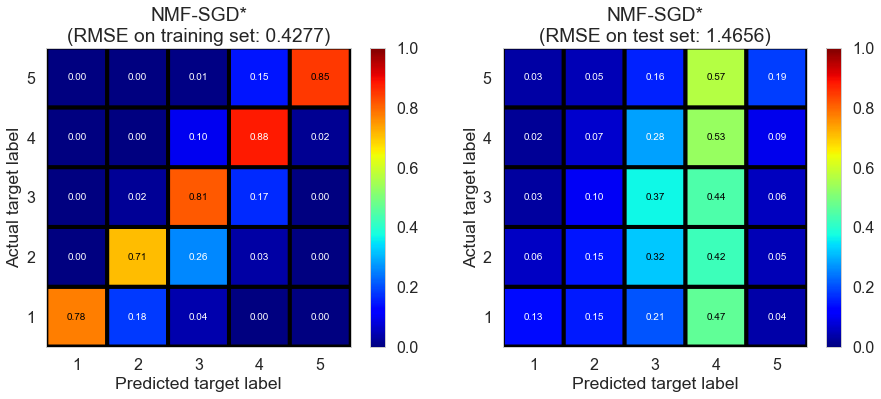 NMF-SGD*
(RMSE on training set: 0.4277)
5 0.00 0.00 0.01 0.15 0.85
4 0.00 0.00 0.10 0.88 0.02
3 0.00 0.02 0.81 0.17 0.00
2 0.00 0.71 0.26 0.03 0.00
1 0.78 0.18 0.04 0.00 0.00
1 2 3 4 5
Predicted target label
Actual target label
1.0
0.8
0.6
0.4
0.2
0.0
NMF-SGD*
(RMSE on test set: 1.4656)
5 0.03 0.05 0.16 0.57 0.19
4 0.02 0.07 0.28 0.53 0.09
3 0.03 0.10 0.37 0.44 0.06
2 0.06 0.15 0.32 0.42 0.05
1 0.13 0.15 0.21 0.47 0.04
1 2 3 4 5
Predicted target label
Actual target label
1.0
0.8
0.6
0.4
0.2
0.0